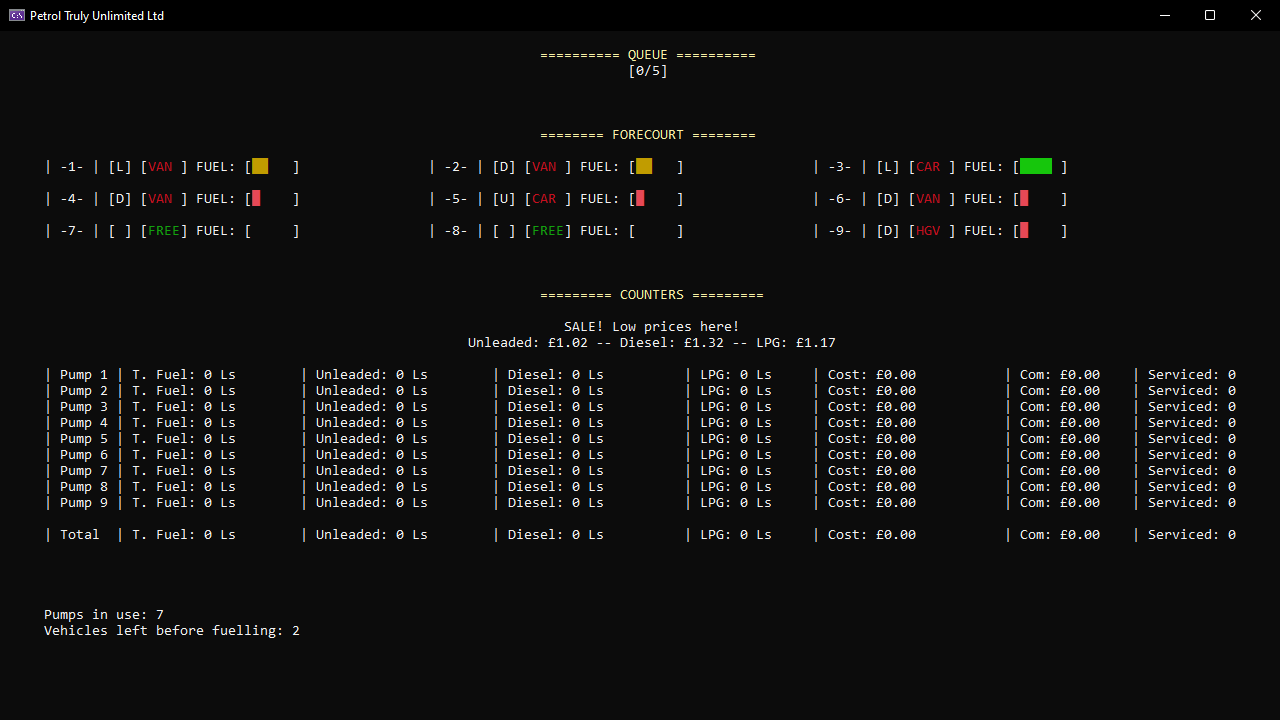 Petrol Truly Unlimited Ltd
========== QUEUE ==========
[0/5]
======== FORECOURT ========
| -1- | [L] [VAN ] FUEL: [ ] | -2- | [D] [VAN ] FUEL: [ ] | -3- | [L] [CAR ] FUEL: [ ]
| -4- | [D] [VAN ] FUEL: [ ] | -5- | [U] [CAR ] FUEL: [ ] | -6- | [D] [VAN ] FUEL: [ ]
| -7- | [ ] [FREE] FUEL: [ ] | -8- | [ ] [FREE] FUEL: [ ] | -9- | [D] [HGV ] FUEL: [ ]
========= COUNTERS =========
SALE! Low prices here!
Unleaded: £1.02 -- Diesel: £1.32 -- LPG: £1.17
| Pump 1 | T. Fuel: 0 Ls | Unleaded: 0 Ls | Diesel: 0 Ls | LPG: 0 Ls | Cost: £0.00 | Com: £0.00 | Serviced: 0
| Pump 2 | T. Fuel: 0 Ls | Unleaded: 0 Ls | Diesel: 0 Ls | LPG: 0 Ls | Cost: £0.00 | Com: £0.00 | Serviced: 0
| Pump 3 | T. Fuel: 0 Ls | Unleaded: 0 Ls | Diesel: 0 Ls | LPG: 0 Ls | Cost: £0.00 | Com: £0.00 | Serviced: 0
| Pump 4 | T. Fuel: 0 Ls | Unleaded: 0 Ls | Diesel: 0 Ls | LPG: 0 Ls | Cost: £0.00 | Com: £0.00 | Serviced: 0
| Pump 5 | T. Fuel: 0 Ls | Unleaded: 0 Ls | Diesel: 0 Ls | LPG: 0 Ls | Cost: £0.00 | Com: £0.00 | Serviced: 0
| Pump 6 | T. Fuel: 0 Ls | Unleaded: 0 Ls | Diesel: 0 Ls | LPG: 0 Ls | Cost: £0.00 | Com: £0.00 | Serviced: 0
| Pump 7 | T. Fuel: 0 Ls | Unleaded: 0 Ls | Diesel: 0 Ls | LPG: 0 Ls | Cost: £0.00 | Com: £0.00 | Serviced: 0
| Pump 8 | T. Fuel: 0 Ls | Unleaded: 0 Ls | Diesel: 0 Ls | LPG: 0 Ls | Cost: £0.00 | Com: £0.00 | Serviced: 0
| Pump 9 | T. Fuel: 0 Ls | Unleaded: 0 Ls | Diesel: 0 Ls | LPG: 0 Ls | Cost: £0.00 | Com: £0.00 | Serviced: 0
| Total | T. Fuel: 0 Ls | Unleaded: 0 Ls | Diesel: 0 Ls | LPG: 0 Ls | Cost: £0.00 | Com: £0.00 | Serviced: 0
Pumps in use: 7
Vehicles left before fuelling: 2